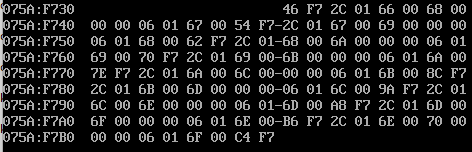 075A:F730 46 F7 2C 01 66 00 68 00
075A:F740 00 00 06 01 67 00 54 F7-2C 01 67 00 69 00 00 00
075A:F750 06 01 68 00 62 F7 2C 01-68 00 6A 00 00 00 06 01
075A:F760 69 00 70 F7 2C 01 69 00-6B 00 00 00 06 01 6A 00
075A:F770 7E F7 2C 01 6A 00 6C 00-00 00 06 01 6B 00 8C F7
075A:F780 2C 01 6B 00 6D 00 00 00-06 01 6C 00 9A F7 2C 01
075A:F790 6C 00 6E 00 00 00 06 01-6D 00 A8 F7 2C 01 6D 00
075A:F7A0 6F 00 00 00 06 01 6E 00-B6 F7 2C 01 6E 00 70 00
075A:F7B0 00 00 06 01 6F 00 C4 F7